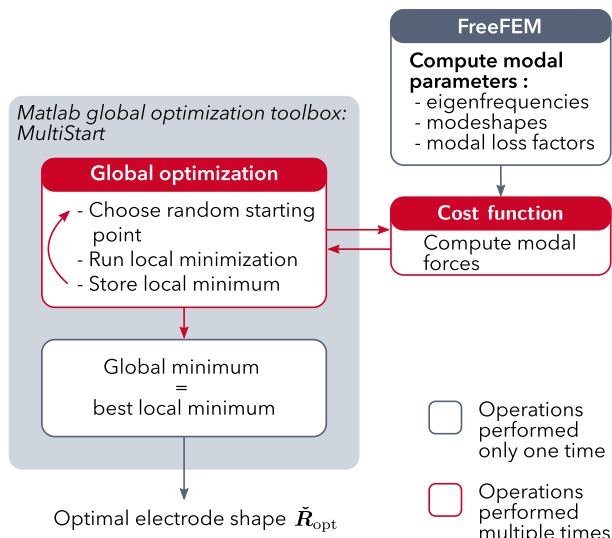 FreeFEM
Compute modal
parameters :
- eigenfrequencies
- modeshapes
- modal loss factors
Matlab global optimization toolbox:
MultiStart
Global optimization
- Choose random starting
point
- Run local minimization
- Store local minimum
Cost function
Compute modal
forces
Global minimum
=
best local minimum
Optimal electrode shape Ř_opt
Operations
performed
only one time
Operations
performed
multiple times